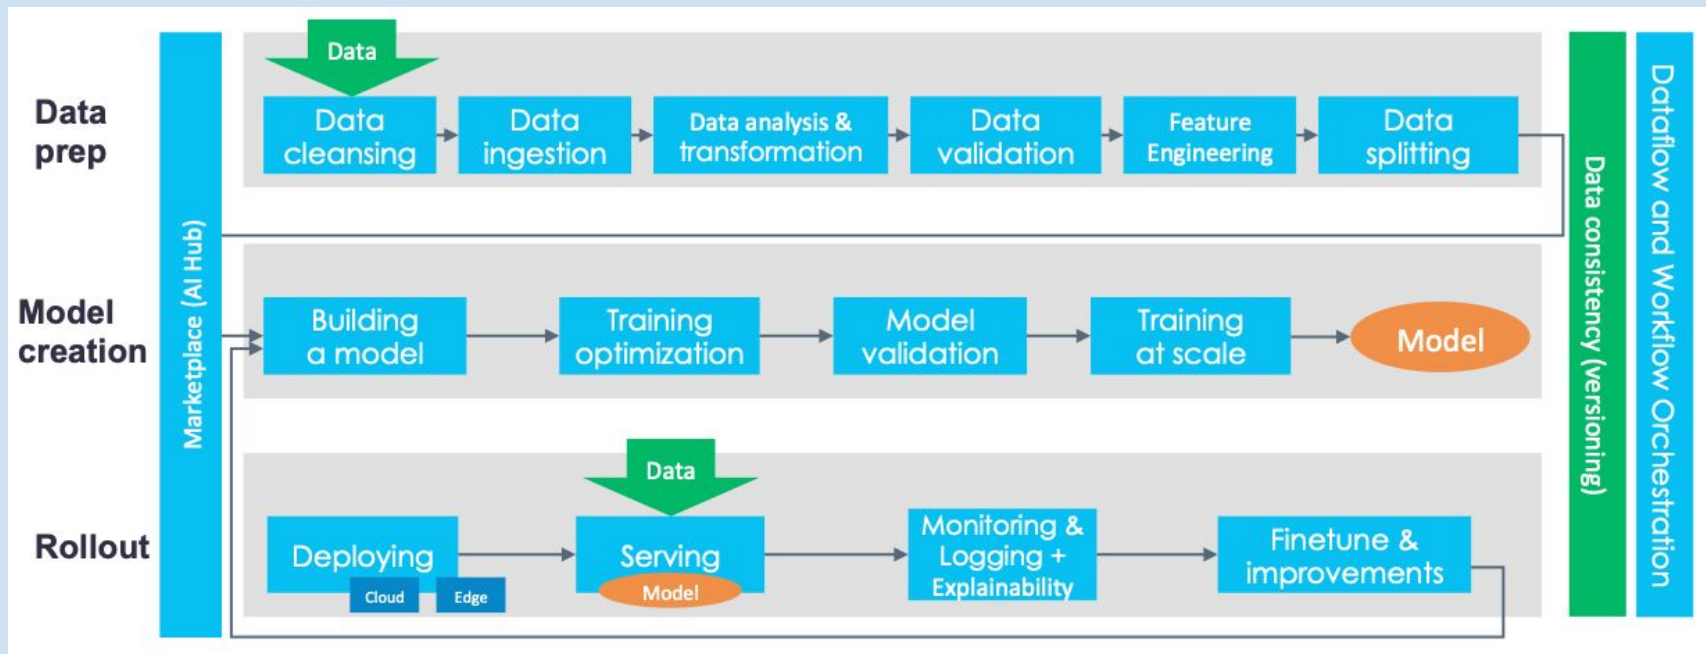 Data
Data
prep
Data
cleansing
Data
ingestion
Data analysis &
transformation
Data
validation
Feature
Engineering
Data
splitting
Marketplace (AI Hub)
Model
creation
Building
a model
Training
optimization
Model
validation
Training
at scale
Model
Data
Rollout
Deploying
Cloud
Edge
Serving
Model
Monitoring &
Logging +
Explainability
Finetune &
improvements
Data consistency (versioning)
Dataflow and Workflow Orchestration